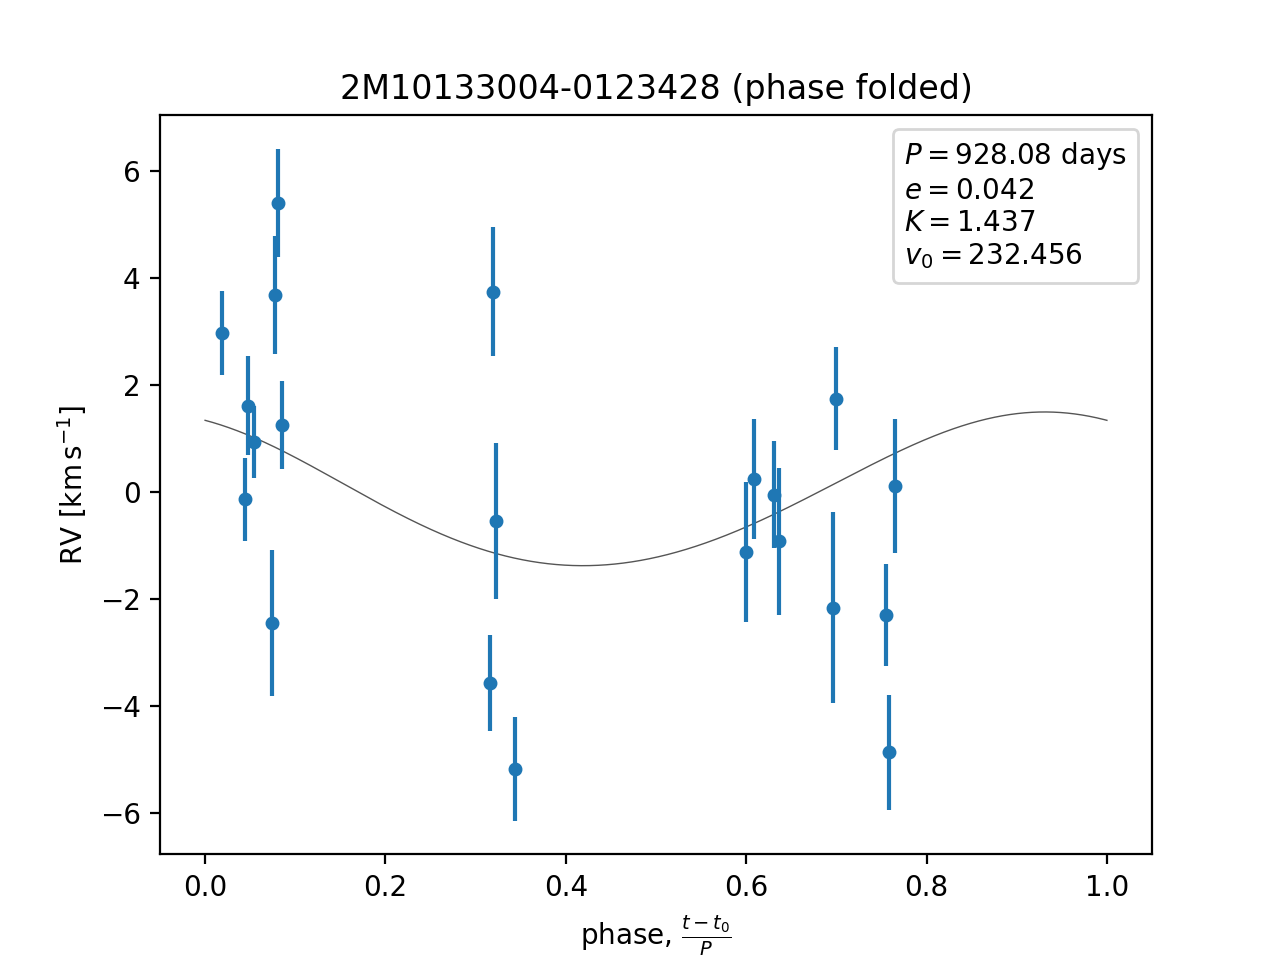 2M10133004-0123428 (phase folded)
P = 928.08 days
e = 0.042
K = 1.437
v₀ = 232.456
RV [km s⁻¹]
6
4
2
0
−2
−4
−6
0.0 0.2 0.4 0.6 0.8 1.0
phase, (t − t₀)/P